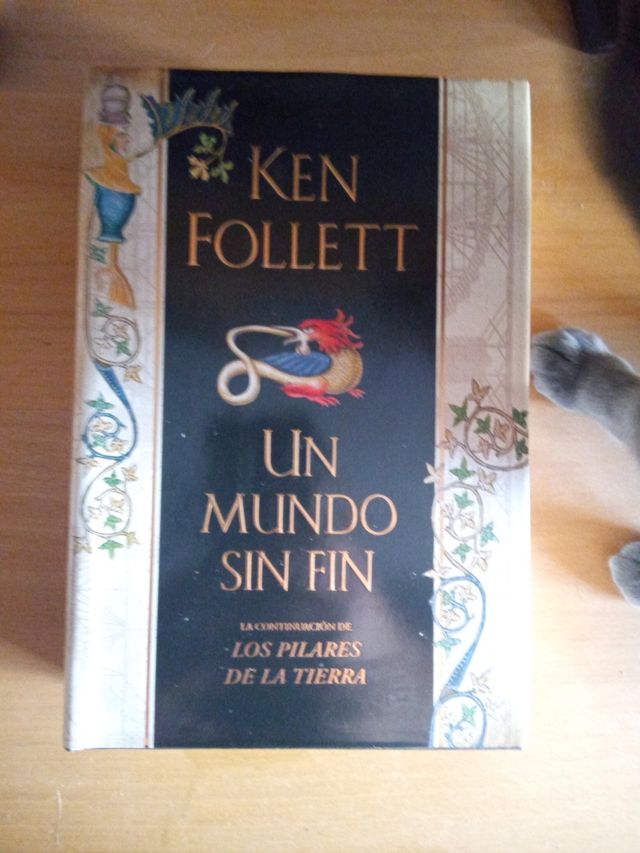 KEN
FOLLETT
UN
MUNDO
SIN FIN
LA CONTINUACIÓN DE
LOS PILARES
DE LA TIERRA